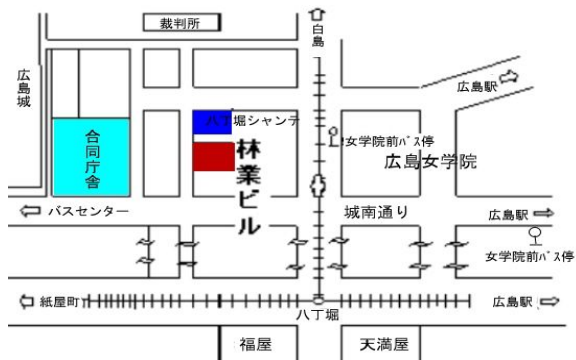 裁判所
白島
広島城
広島駅
八丁堀シャンテ
女学院前バス停
合同庁舎
林業ビル
広島女学院
バスセンター
城南通り
広島駅
女学院前バス停
紙屋町
八丁堀
広島駅
福屋
天満屋